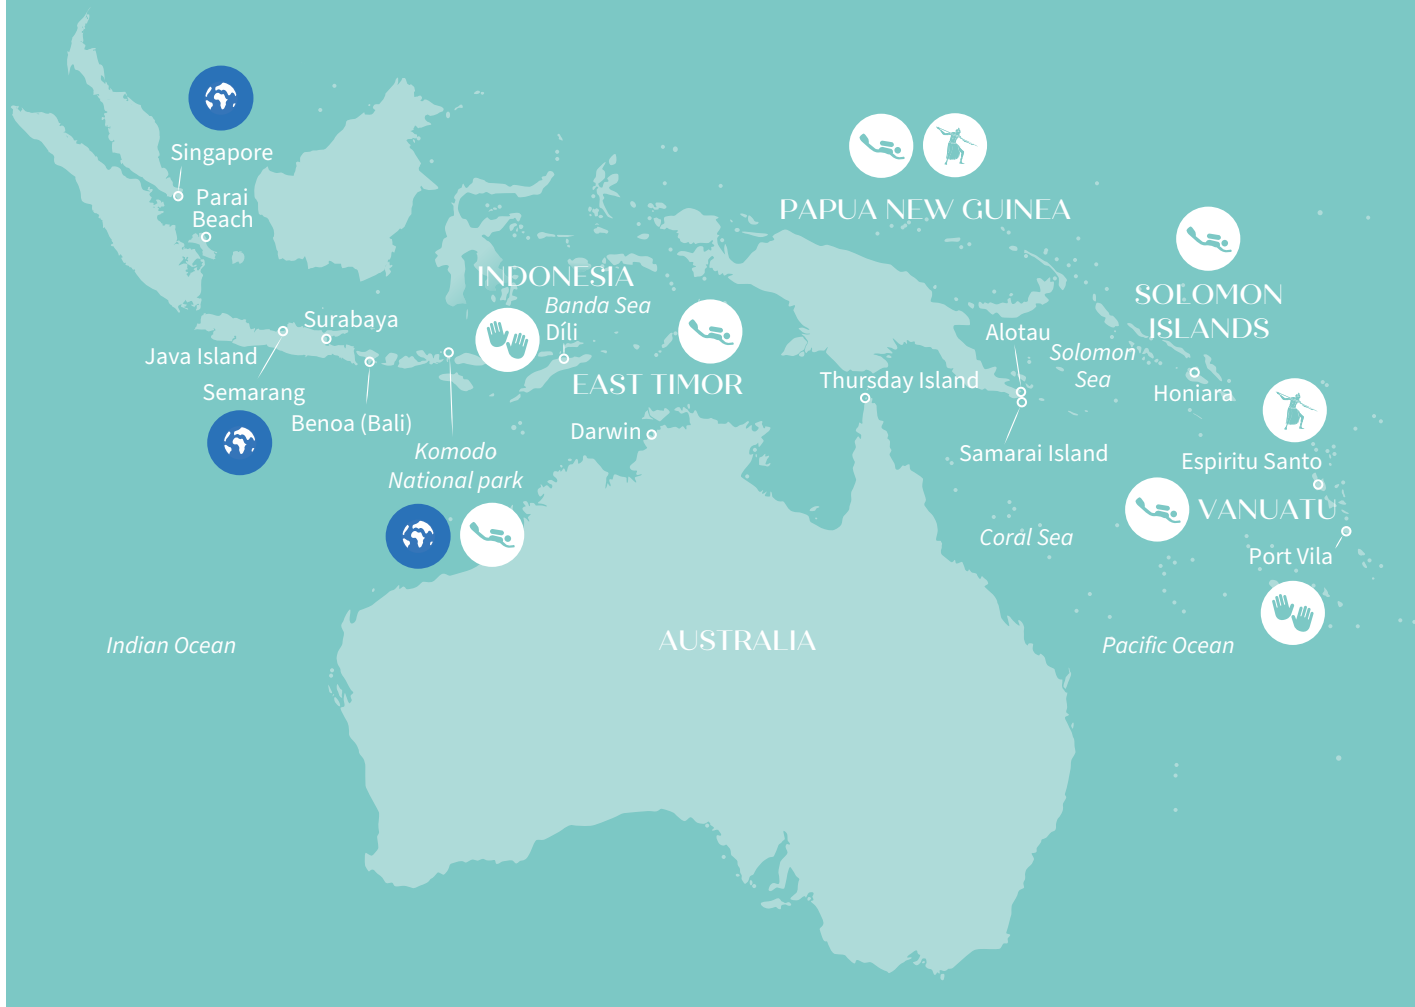 Singapore
Parai
Beach
PAPUA NEW GUINEA
INDONESIA
Banda Sea
SOLOMON
ISLANDS
Surabaya
Díli
Alotau
Java Island
Solomon
Sea
EAST TIMOR
Thursday Island
Semarang
Honiara
Benoa (Bali)
Darwin
Komodo
National park
Samarai Island
Espiritu Santo
VANUATU
Coral Sea
Port Vila
Indian Ocean
AUSTRALIA
Pacific Ocean